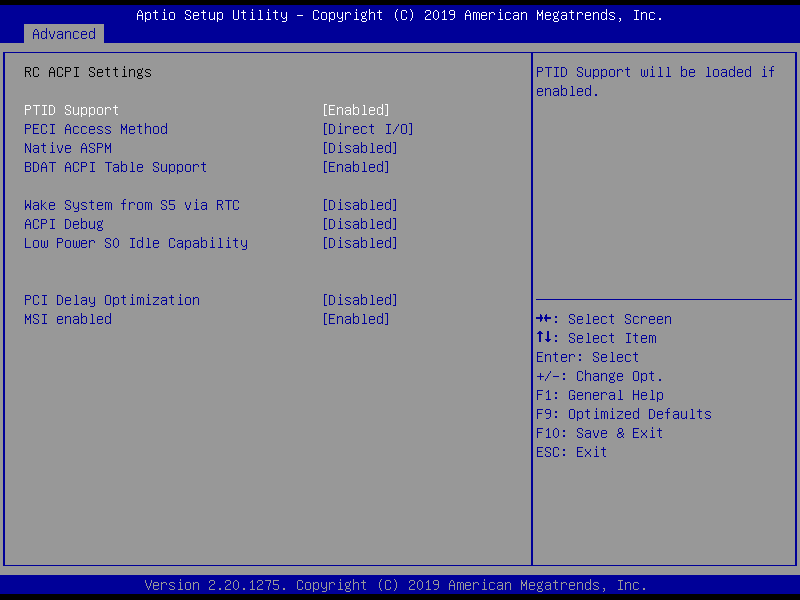 Aptio Setup Utility – Copyright (C) 2019 American Megatrends, Inc.
Advanced
RC ACPI Settings
PTID Support [Enabled]
PECI Access Method [Direct I/O]
Native ASPM [Disabled]
BDAT ACPI Table Support [Enabled]
Wake System from S5 via RTC [Disabled]
ACPI Debug [Disabled]
Low Power S0 Idle Capability [Disabled]
PCI Delay Optimization [Disabled]
MSI enabled [Enabled]
PTID Support will be loaded if
enabled.
→←: Select Screen
↑↓: Select Item
Enter: Select
+/-: Change Opt.
F1: General Help
F9: Optimized Defaults
F10: Save & Exit
ESC: Exit
Version 2.20.1275. Copyright (C) 2019 American Megatrends, Inc.